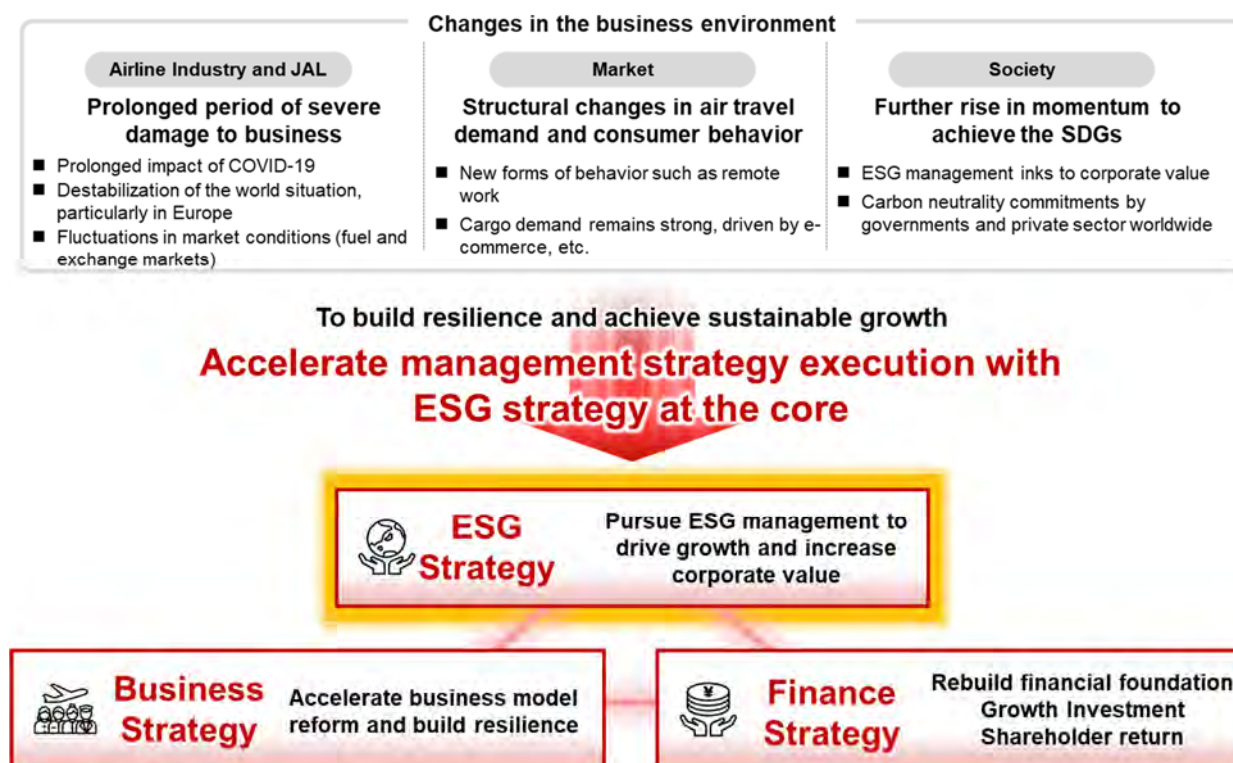 Changes in the business environment
Airline Industry and JAL
Prolonged period of severe
damage to business
■ Prolonged impact of COVID-19
■ Destabilization of the world situation,
particularly in Europe
■ Fluctuations in market conditions (fuel and
exchange markets)
Market
Structural changes in air travel
demand and consumer behavior
■ New forms of behavior such as remote
work
■ Cargo demand remains strong, driven by e-
commerce, etc.
Society
Further rise in momentum to
achieve the SDGs
■ ESG management inks to corporate value
■ Carbon neutrality commitments by
governments and private sector worldwide
To build resilience and achieve sustainable growth
Accelerate management strategy execution with
ESG strategy at the core
ESG
Strategy
Pursue ESG management to
drive growth and increase
corporate value
Business
Strategy
Accelerate business model
reform and build resilience
¥
Finance
Strategy
Rebuild financial foundation
Growth Investment
Shareholder return